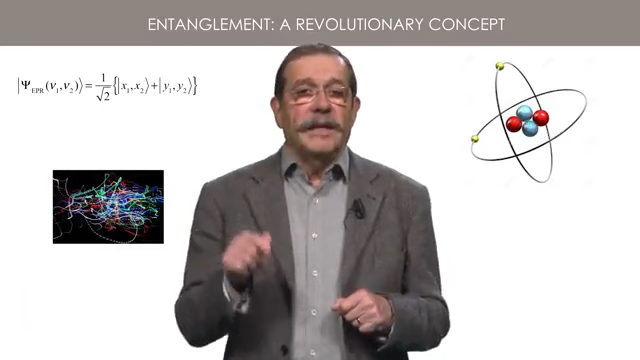 ENTANGLEMENT: A REVOLUTIONARY CONCEPT
|Ψ_EPR(ν₁,ν₂)⟩ = 1/√2 {|x₁,x₂⟩ + |y₁,y₂⟩}